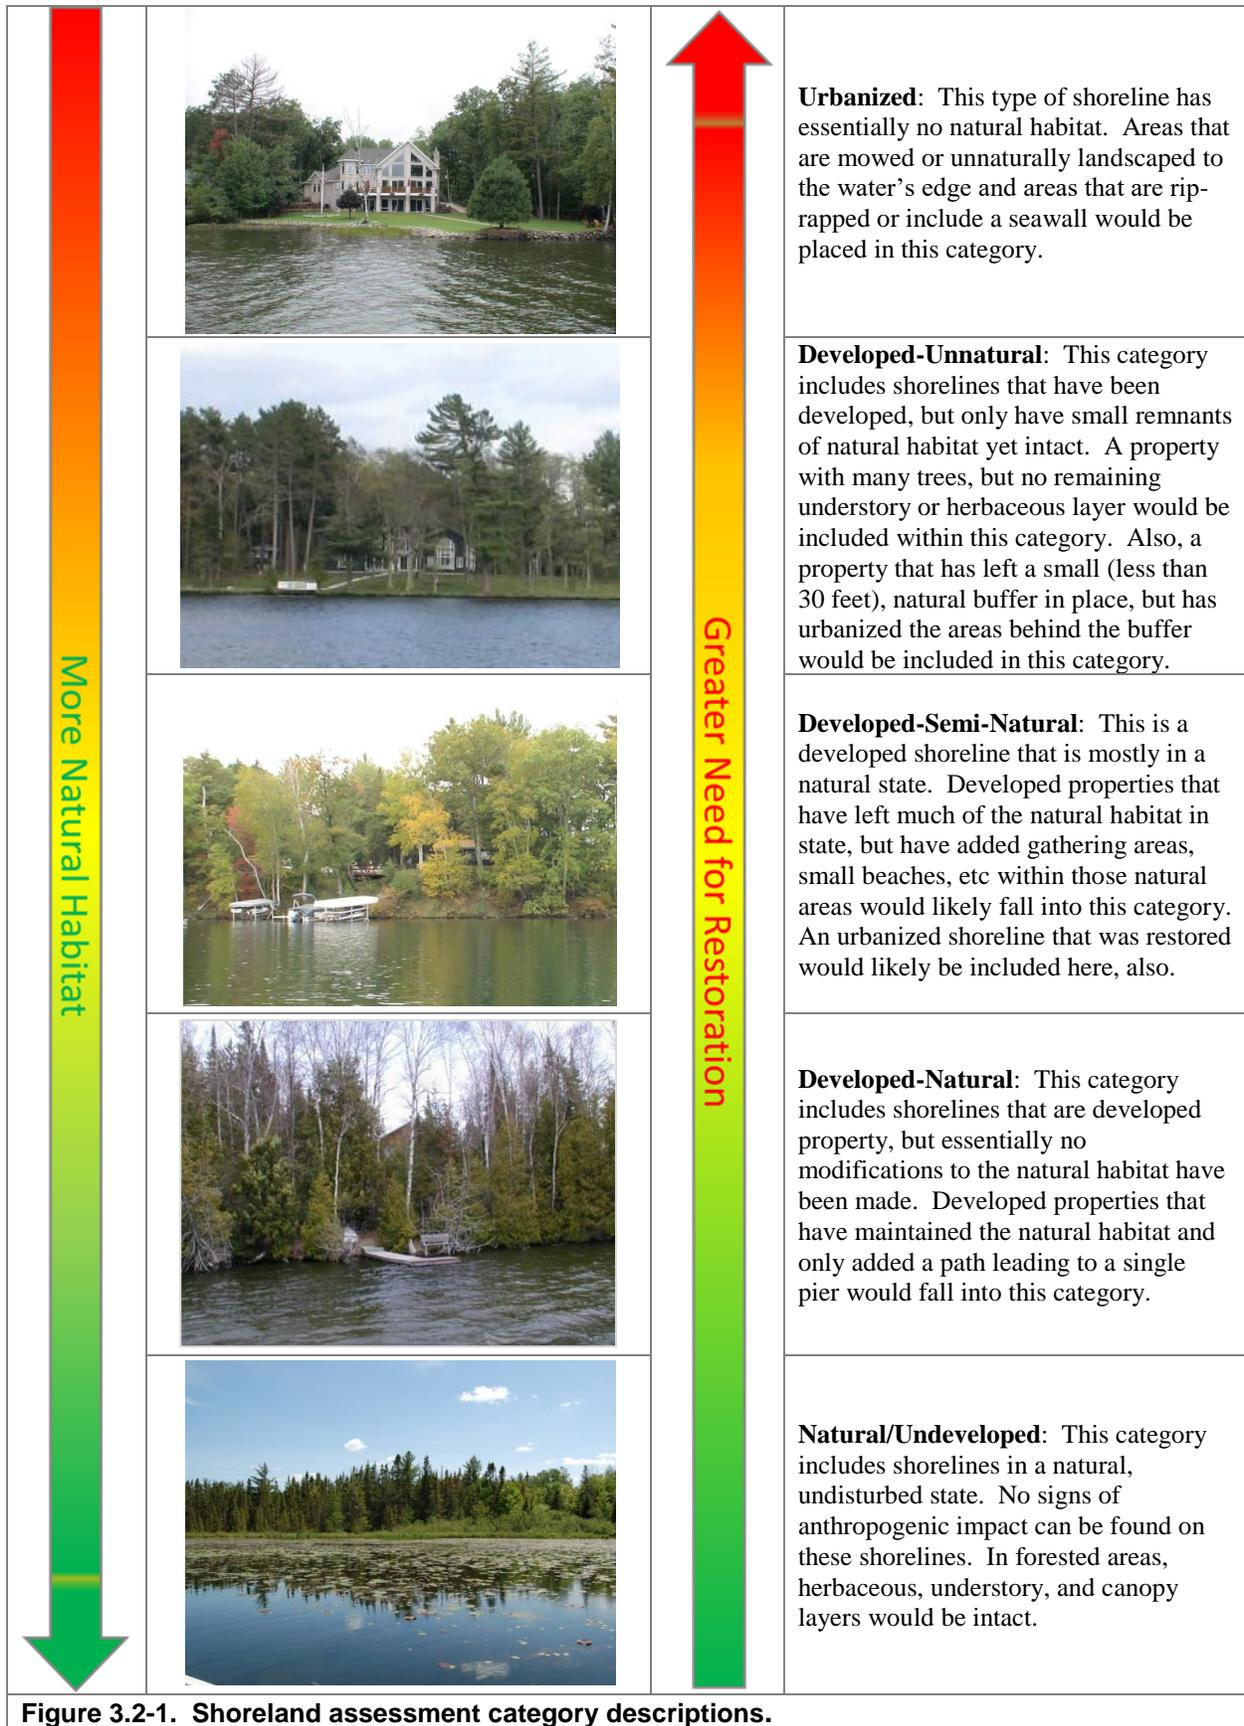 More Natural Habitat
Greater Need for Restoration
Urbanized: This type of shoreline has
essentially no natural habitat. Areas that
are mowed or unnaturally landscaped to
the water’s edge and areas that are rip-
rapped or include a seawall would be
placed in this category.
Developed-Unnatural: This category
includes shorelines that have been
developed, but only have small remnants
of natural habitat yet intact. A property
with many trees, but no remaining
understory or herbaceous layer would be
included within this category. Also, a
property that has left a small (less than
30 feet), natural buffer in place, but has
urbanized the areas behind the buffer
would be included in this category.
Developed-Semi-Natural: This is a
developed shoreline that is mostly in a
natural state. Developed properties that
have left much of the natural habitat in
state, but have added gathering areas,
small beaches, etc within those natural
areas would likely fall into this category.
An urbanized shoreline that was restored
would likely be included here, also.
Developed-Natural: This category
includes shorelines that are developed
property, but essentially no
modifications to the natural habitat have
been made. Developed properties that
have maintained the natural habitat and
only added a path leading to a single
pier would fall into this category.
Natural/Undeveloped: This category
includes shorelines in a natural,
undisturbed state. No signs of
anthropogenic impact can be found on
these shorelines. In forested areas,
herbaceous, understory, and canopy
layers would be intact.
Figure 3.2-1. Shoreland assessment category descriptions.